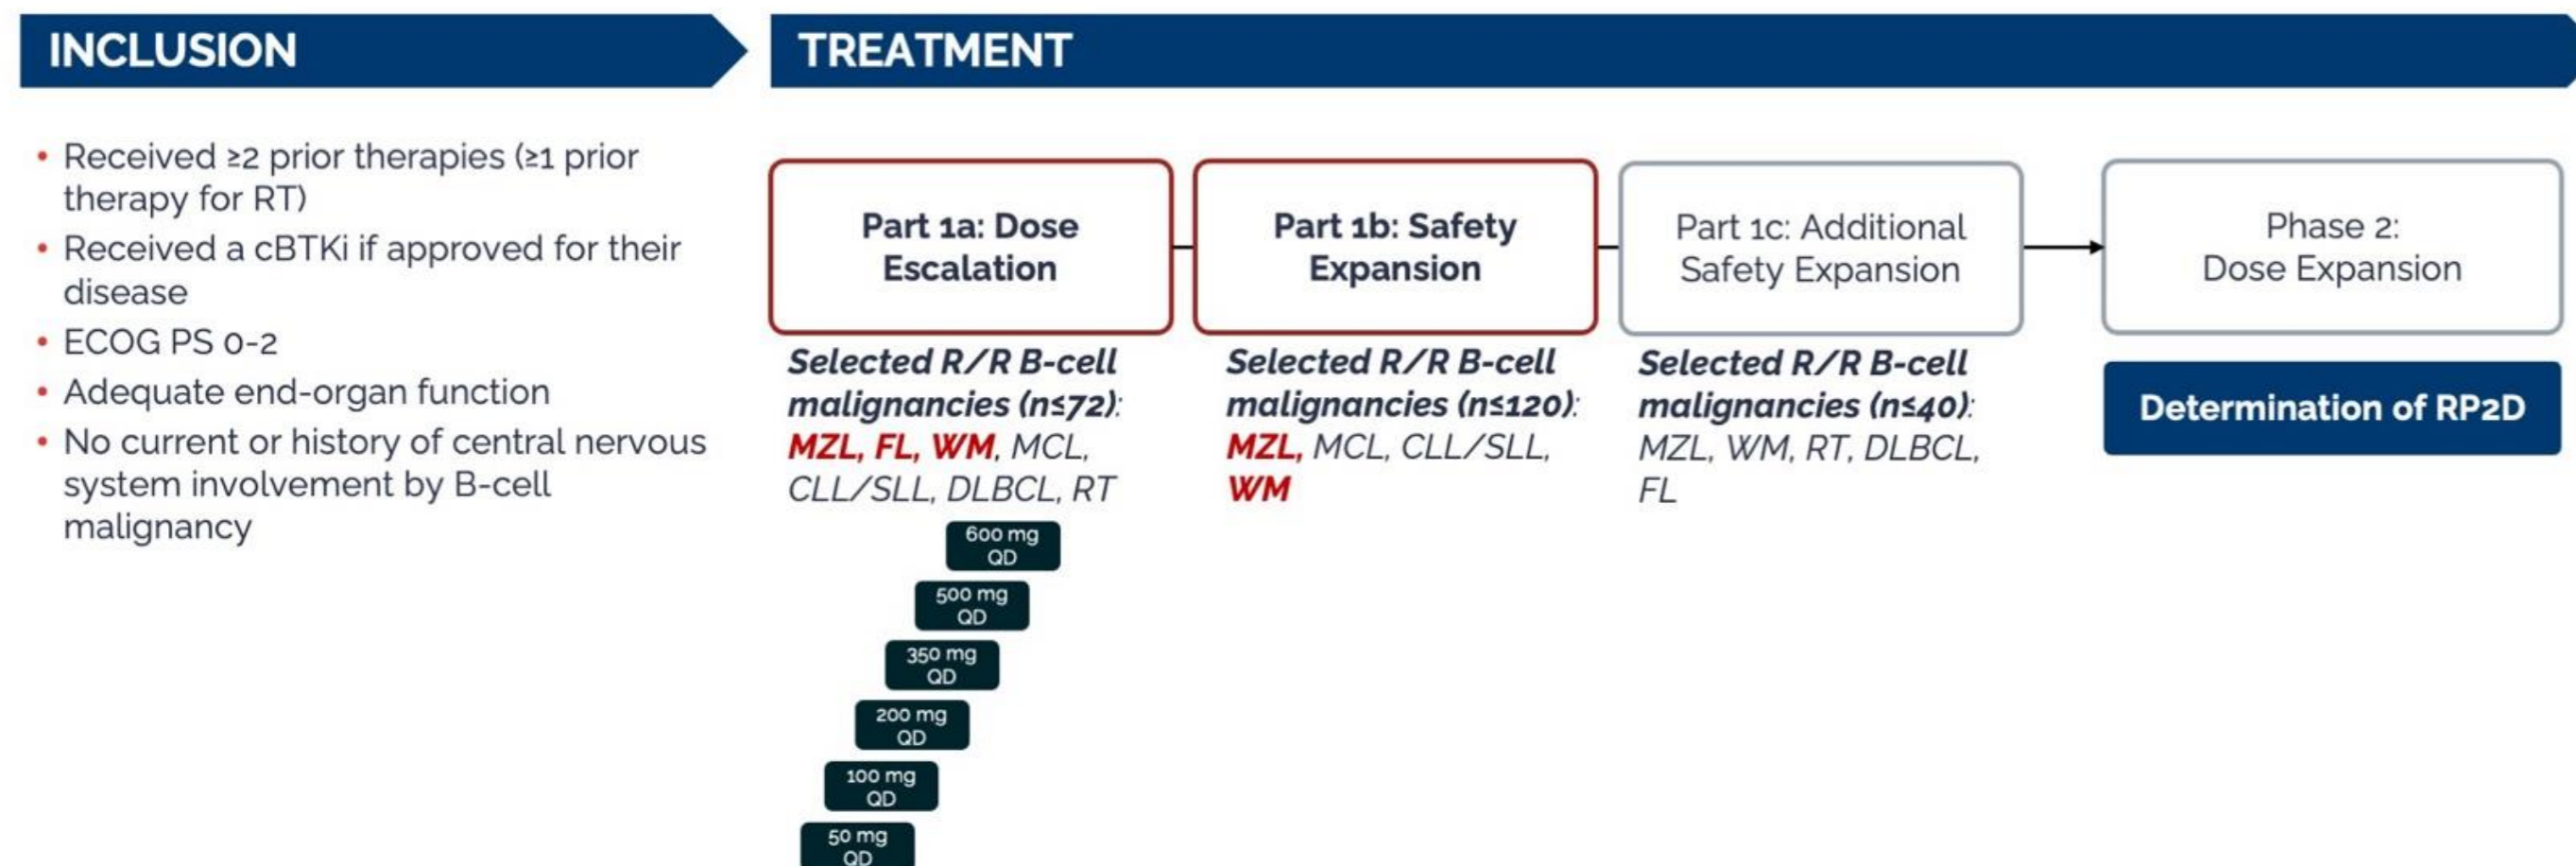 INCLUSION
TREATMENT
• Received ≥2 prior therapies (≥1 prior
therapy for RT)
• Received a cBTKi if approved for their
disease
• ECOG PS 0-2
• Adequate end-organ function
• No current or history of central nervous
system involvement by B-cell
malignancy
Part 1a: Dose
Escalation
Selected R/R B-cell
malignancies (n≤72):
MZL, FL, WM, MCL,
CLL/SLL, DLBCL, RT
600 mg
QD
500 mg
QD
350 mg
QD
200 mg
QD
100 mg
QD
50 mg
QD
Part 1b: Safety
Expansion
Selected R/R B-cell
malignancies (n≤120):
MZL, MCL, CLL/SLL,
WM
Part 1c: Additional
Safety Expansion
Selected R/R B-cell
malignancies (n≤40):
MZL, WM, RT, DLBCL,
FL
Phase 2:
Dose Expansion
Determination of RP2D